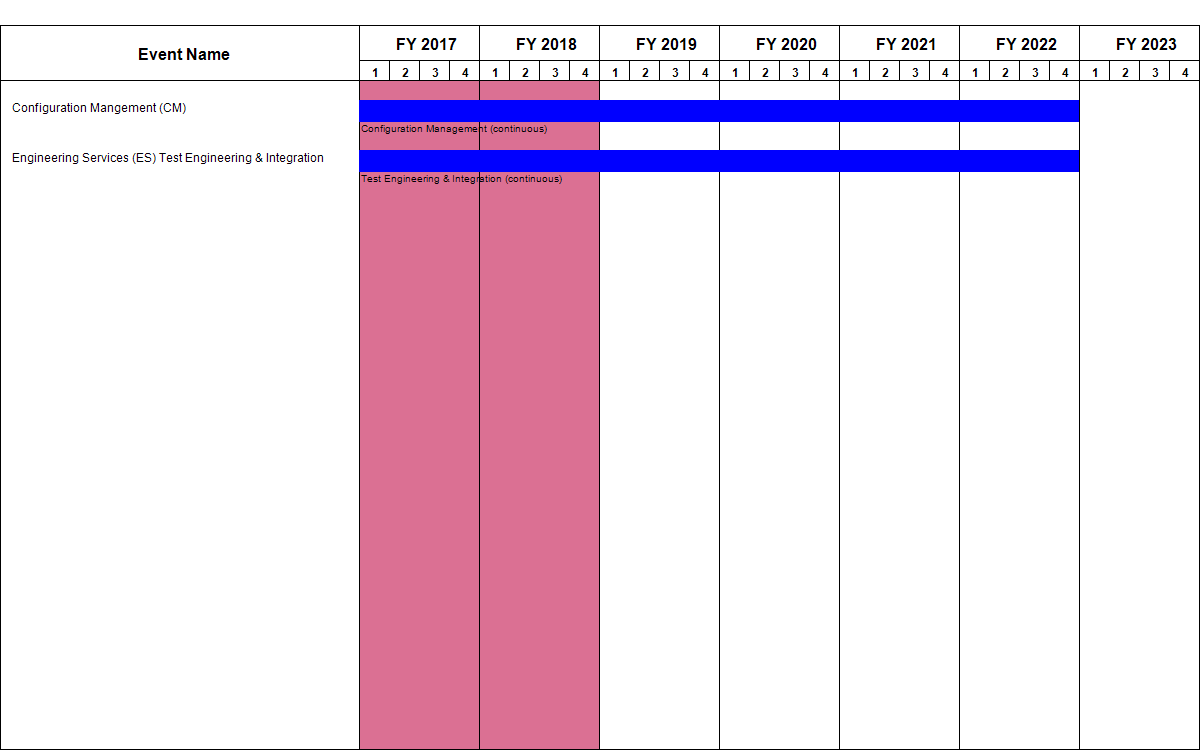 Event Name
FY 2017 FY 2018 FY 2019 FY 2020 FY 2021 FY 2022 FY 2023
1 2 3 4 1 2 3 4 1 2 3 4 1 2 3 4 1 2 3 4 1 2 3 4 1 2 3 4
Configuration Mangement (CM)
Configuration Management (continuous)
Engineering Services (ES) Test Engineering & Integration
Test Engineering & Integration (continuous)